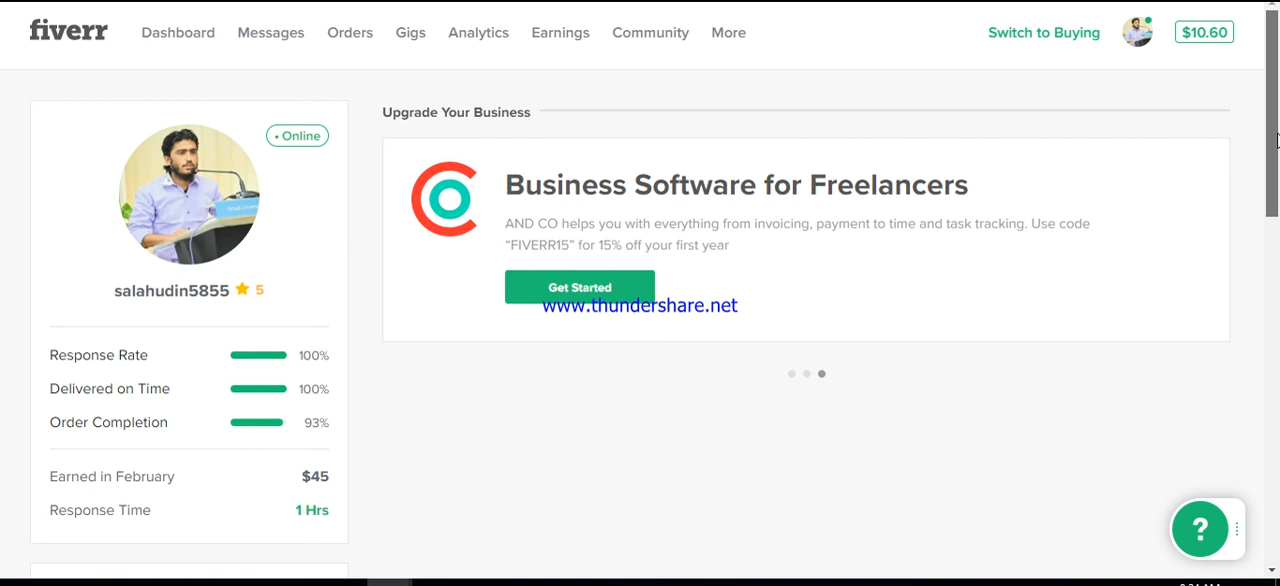 fiverr Dashboard Messages Orders Gigs Analytics Earnings Community More Switch to Buying $10.60
• Online
salahudin5855 5
Response Rate 100%
Delivered on Time 100%
Order Completion 93%
Earned in February $45
Response Time 1 Hrs
Upgrade Your Business
Business Software for Freelancers
AND CO helps you with everything from invoicing, payment to time and task tracking. Use code
“FIVERR15” for 15% off your first year
Get Started
www.thundershare.net
?